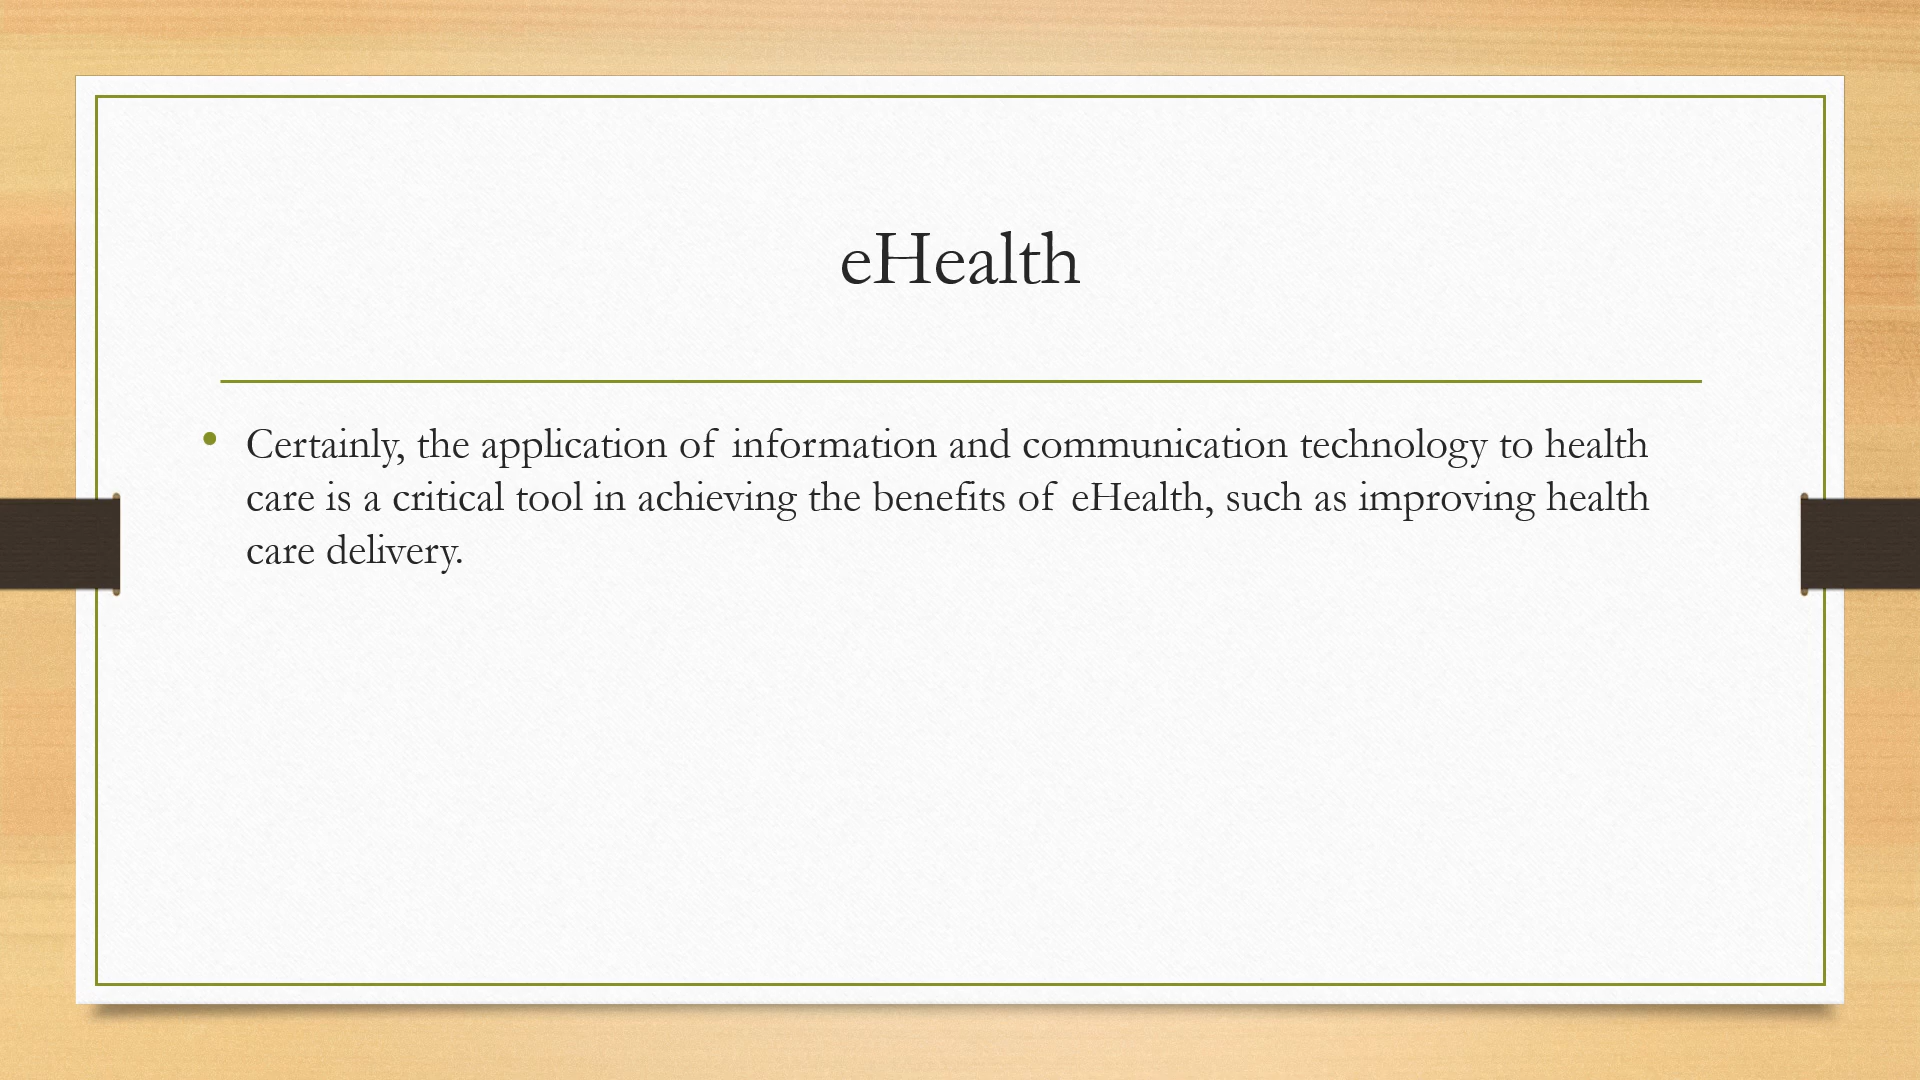 eHealth
• Certainly, the application of information and communication technology to health
care is a critical tool in achieving the benefits of eHealth, such as improving health
care delivery.